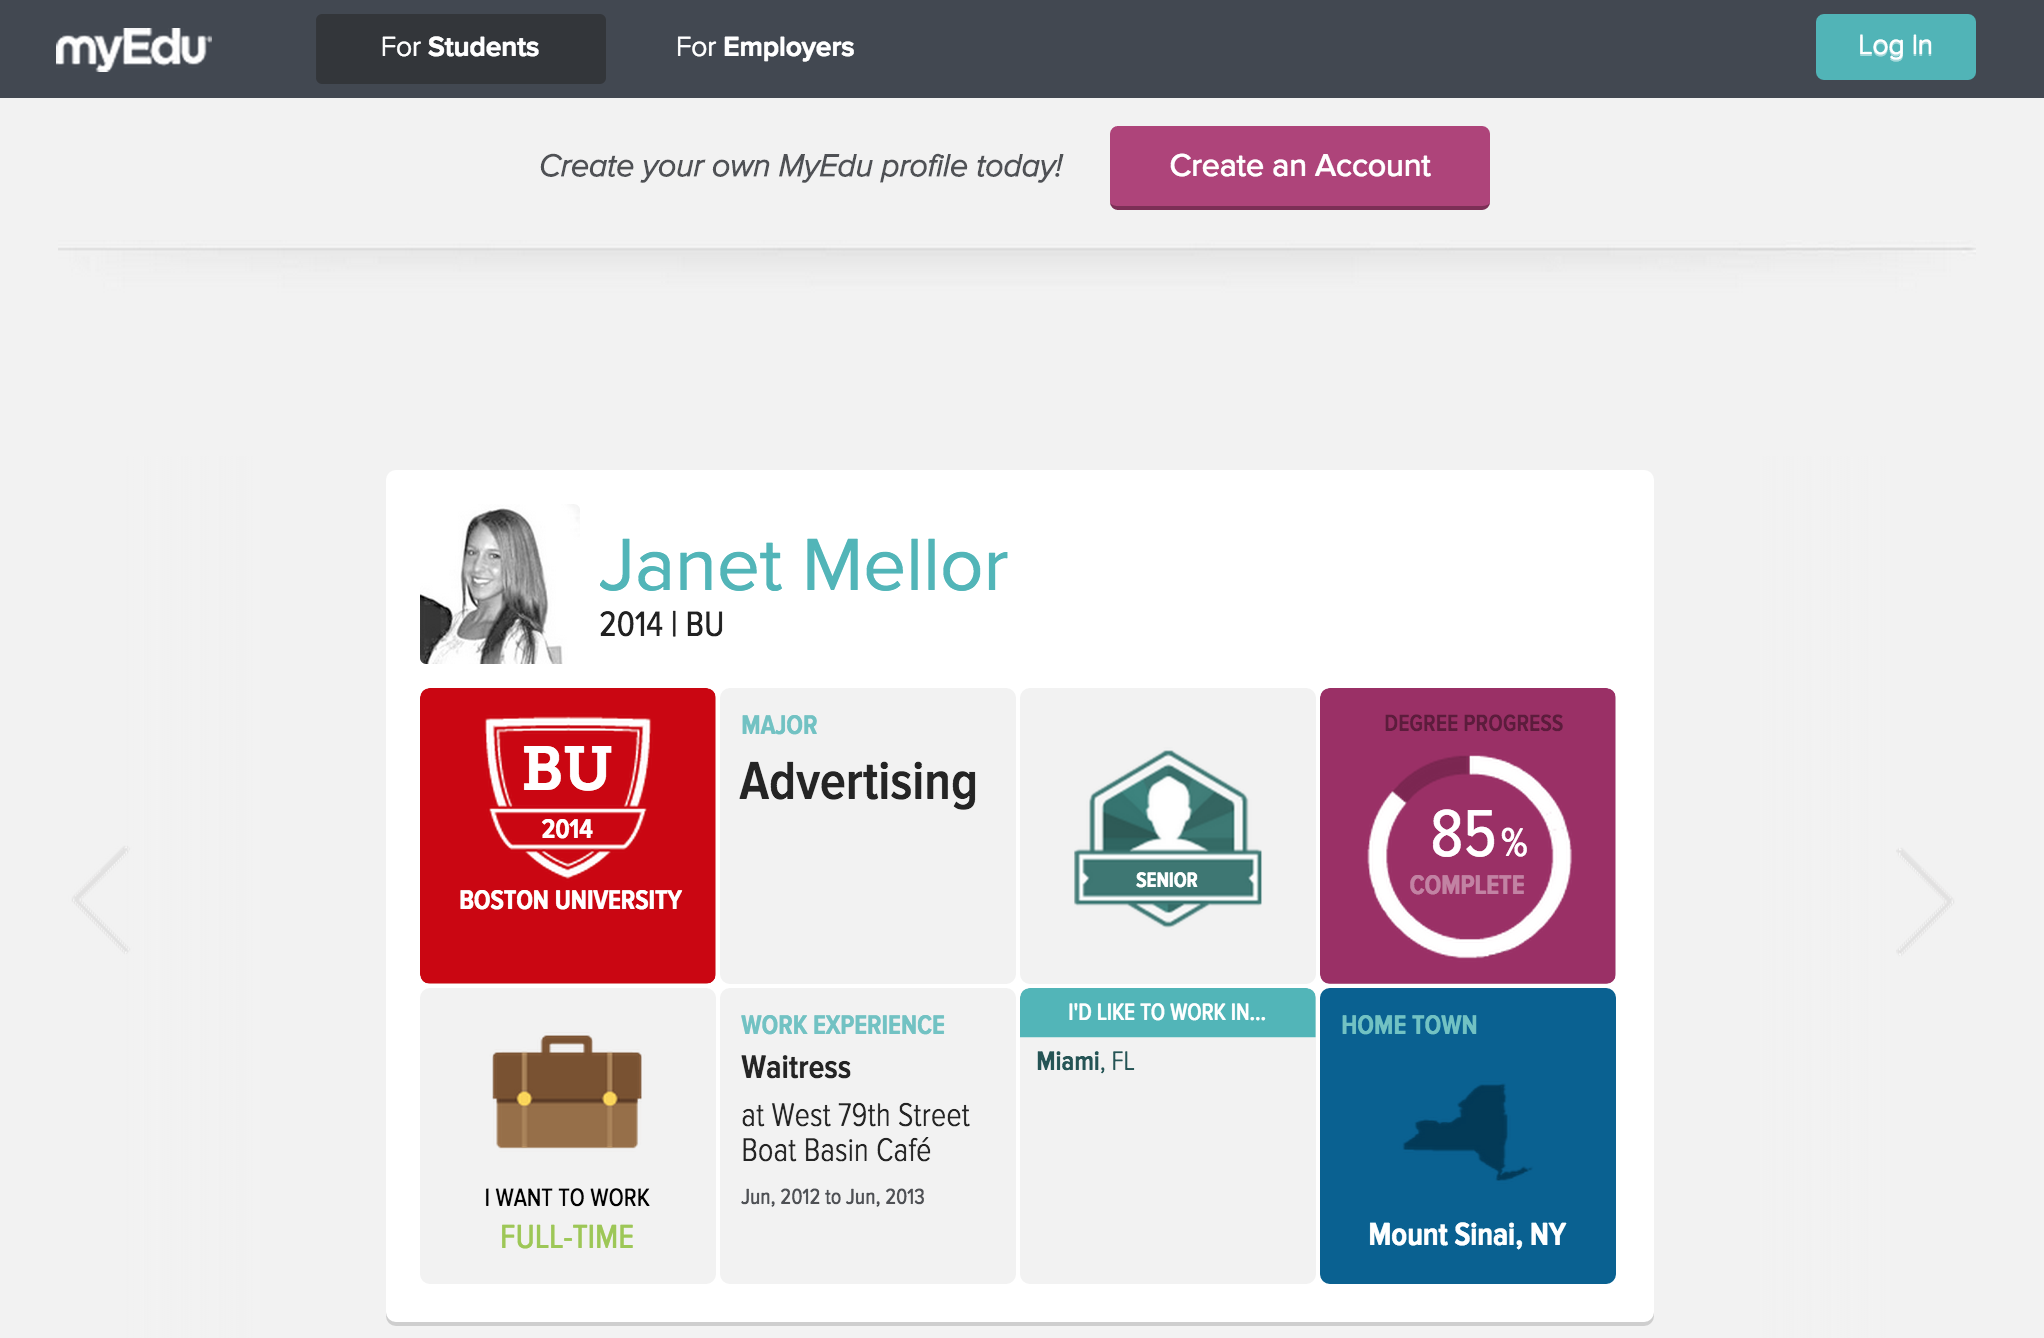 myEdu
For Students
For Employers
Log In
Create your own MyEdu profile today!
Create an Account
Janet Mellor
2014 | BU
BU
2014
BOSTON UNIVERSITY
MAJOR
Advertising
SENIOR
DEGREE PROGRESS
85%
COMPLETE
I WANT TO WORK
FULL-TIME
WORK EXPERIENCE
Waitress
at West 79th Street
Boat Basin Café
Jun, 2012 to Jun, 2013
I'D LIKE TO WORK IN...
Miami, FL
HOME TOWN
Mount Sinai, NY